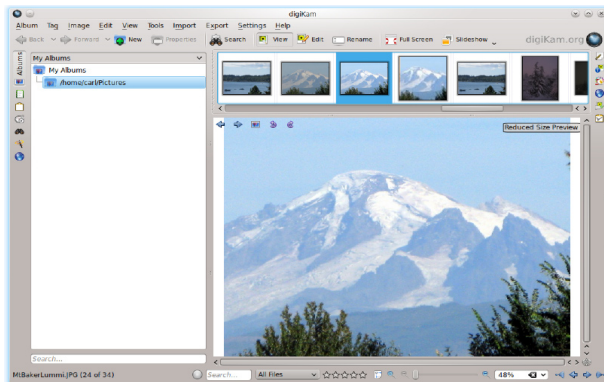 digiKam
Album Tag Image Edit View Tools Import Export Settings Help
Back Forward New Properties Search View Edit Rename Full Screen Slideshow digiKam.org
Albums
My Albums
My Albums
/home/carl/Pictures
Reduced Size Preview
Search...
MtBakerLummi.JPG (24 of 34) Search... All Files 48%